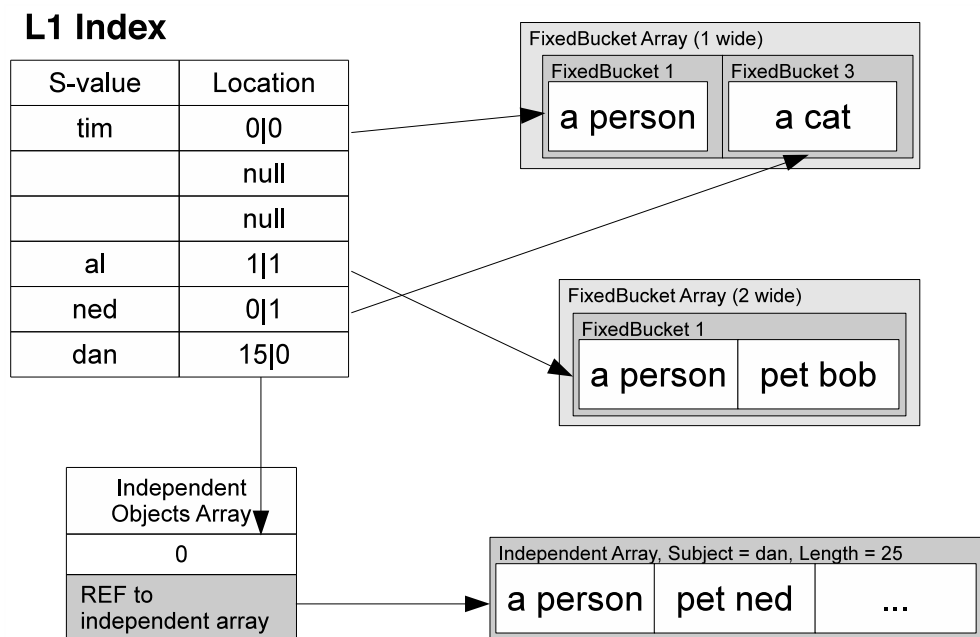 L1 Index
S-value Location
tim 0|0
null
null
al 1|1
ned 0|1
dan 15|0
FixedBucket Array (1 wide)
FixedBucket 1 FixedBucket 3
a person a cat
FixedBucket Array (2 wide)
FixedBucket 1
a person pet bob
Independent
Objects Array
0
REF to
independent array
Independent Array, Subject = dan, Length = 25
a person pet ned ...